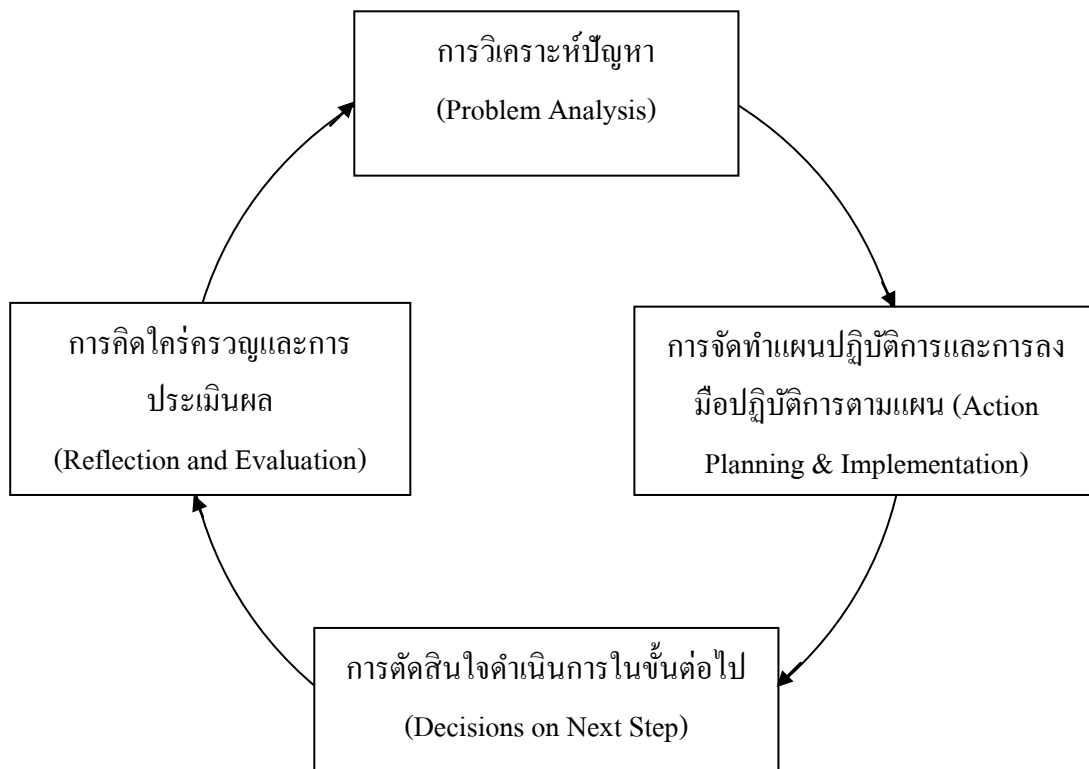 การวิเคราะห์ปัญหา
(Problem Analysis)
การคิดใคร่ครวญและการ
ประเมินผล
(Reflection and Evaluation)
การจัดทำแผนปฏิบัติการและการลง
มือปฏิบัติการตามแผน (Action
Planning & Implementation)
การตัดสินใจดำเนินการในขั้นต่อไป
(Decisions on Next Step)